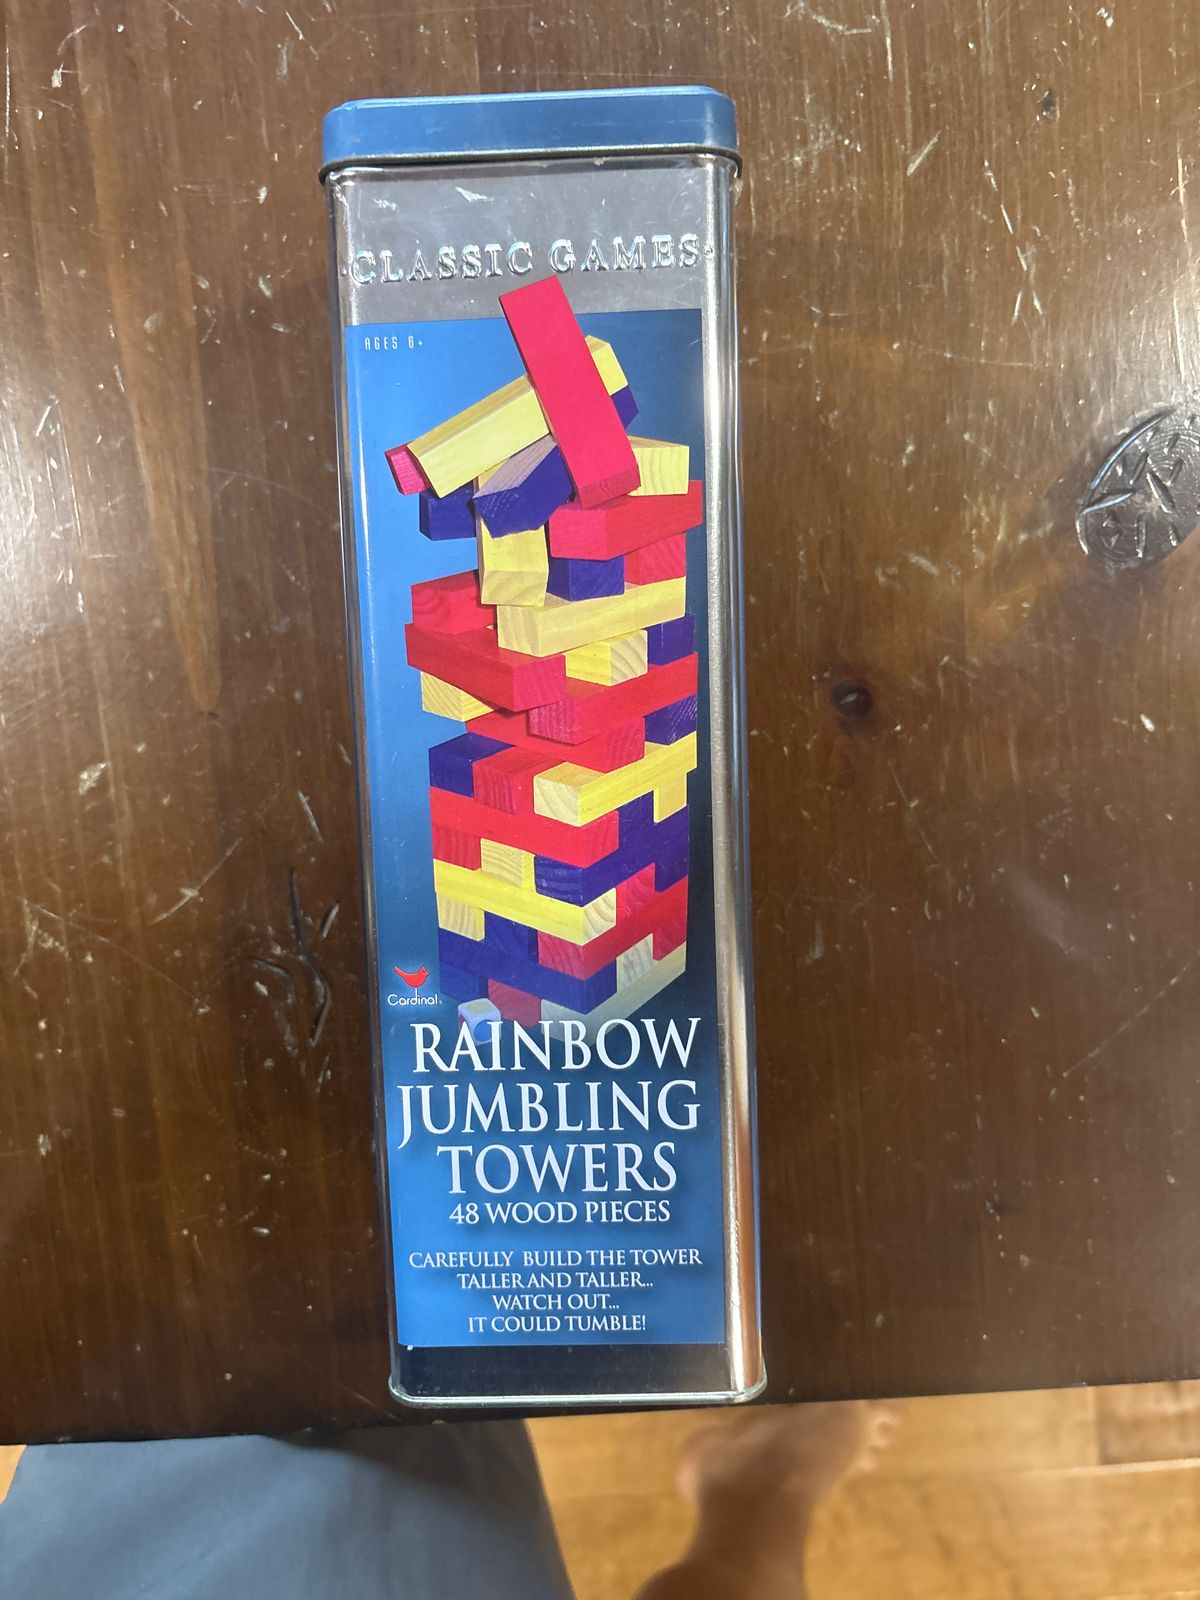 ·CLASSIC GAMES·
AGES 6+
Cardinal
RAINBOW
JUMBLING
TOWERS
48 WOOD PIECES
CAREFULLY BUILD THE TOWER
TALLER AND TALLER...
WATCH OUT...
IT COULD TUMBLE!